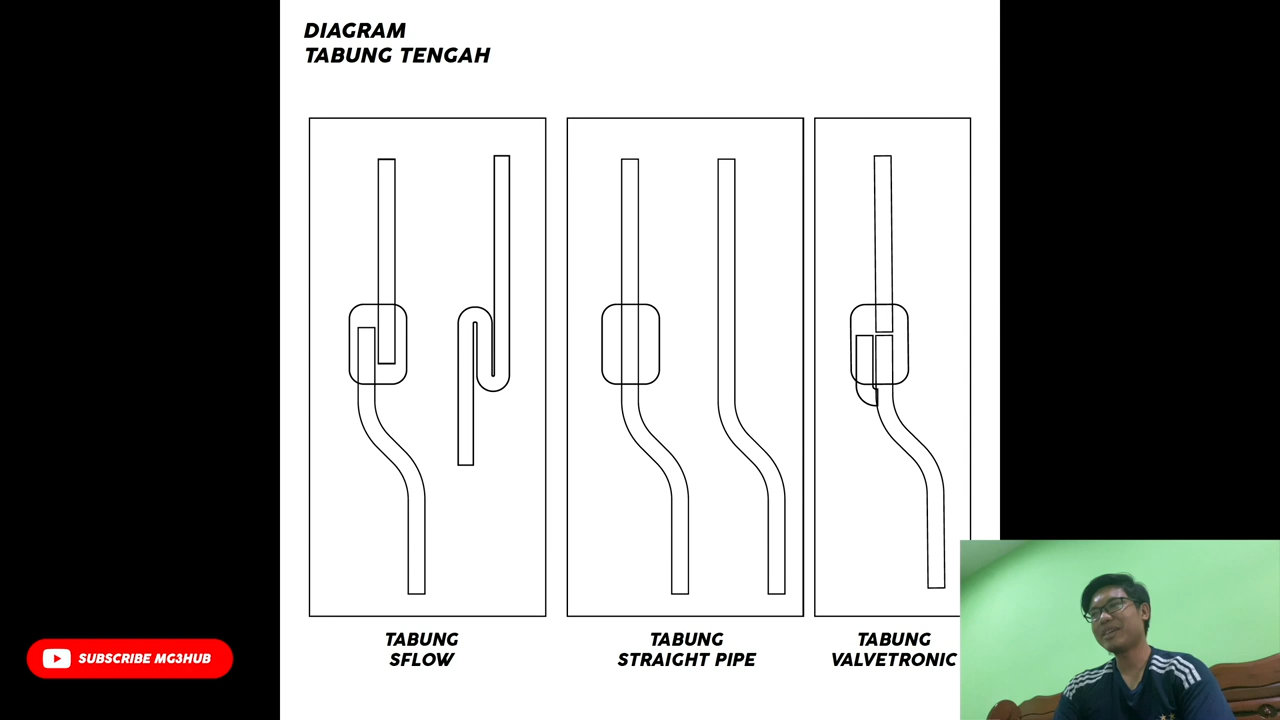 DIAGRAM
TABUNG TENGAH
TABUNG
SFLOW
TABUNG
STRAIGHT PIPE
TABUNG
VALVETRONIC
SUBSCRIBE MG3HUB